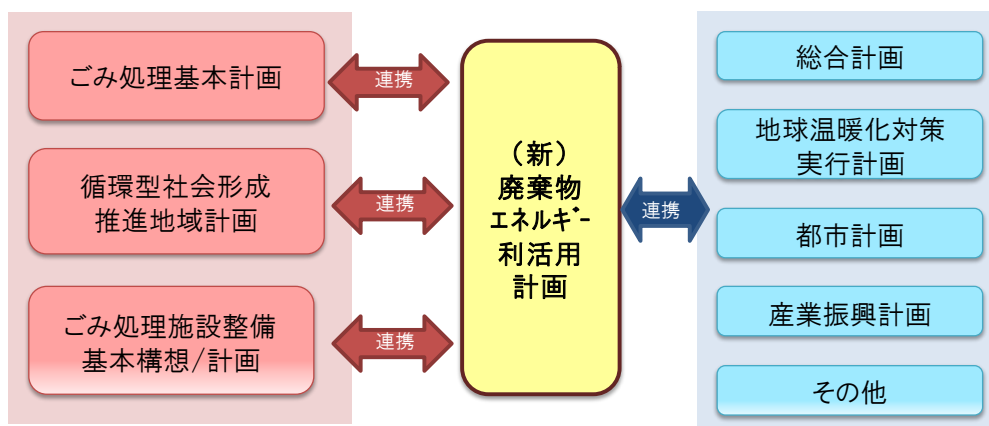 ごみ処理基本計画
連携
循環型社会形成
推進地域計画
連携
ごみ処理施設整備
基本構想/計画
連携
（新）
廃棄物
ｴﾈﾙｷﾞｰ
利活用
計画
連携
総合計画
地球温暖化対策
実行計画
都市計画
産業振興計画
その他